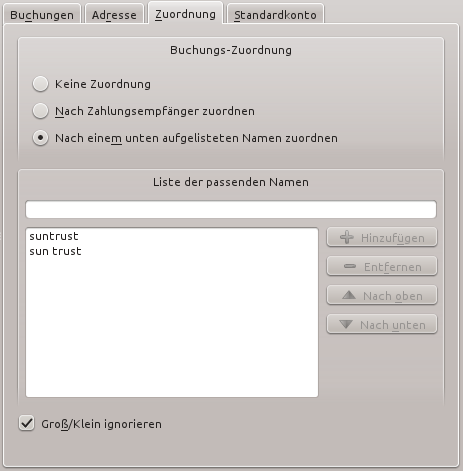 Buchungen Adresse Zuordnung Standardkonto
Buchungs-Zuordnung
Keine Zuordnung
Nach Zahlungsempfänger zuordnen
Nach einem unten aufgelisteten Namen zuordnen
Liste der passenden Namen
suntrust
sun trust
Hinzufügen
Entfernen
Nach oben
Nach unten
Groß/Klein ignorieren